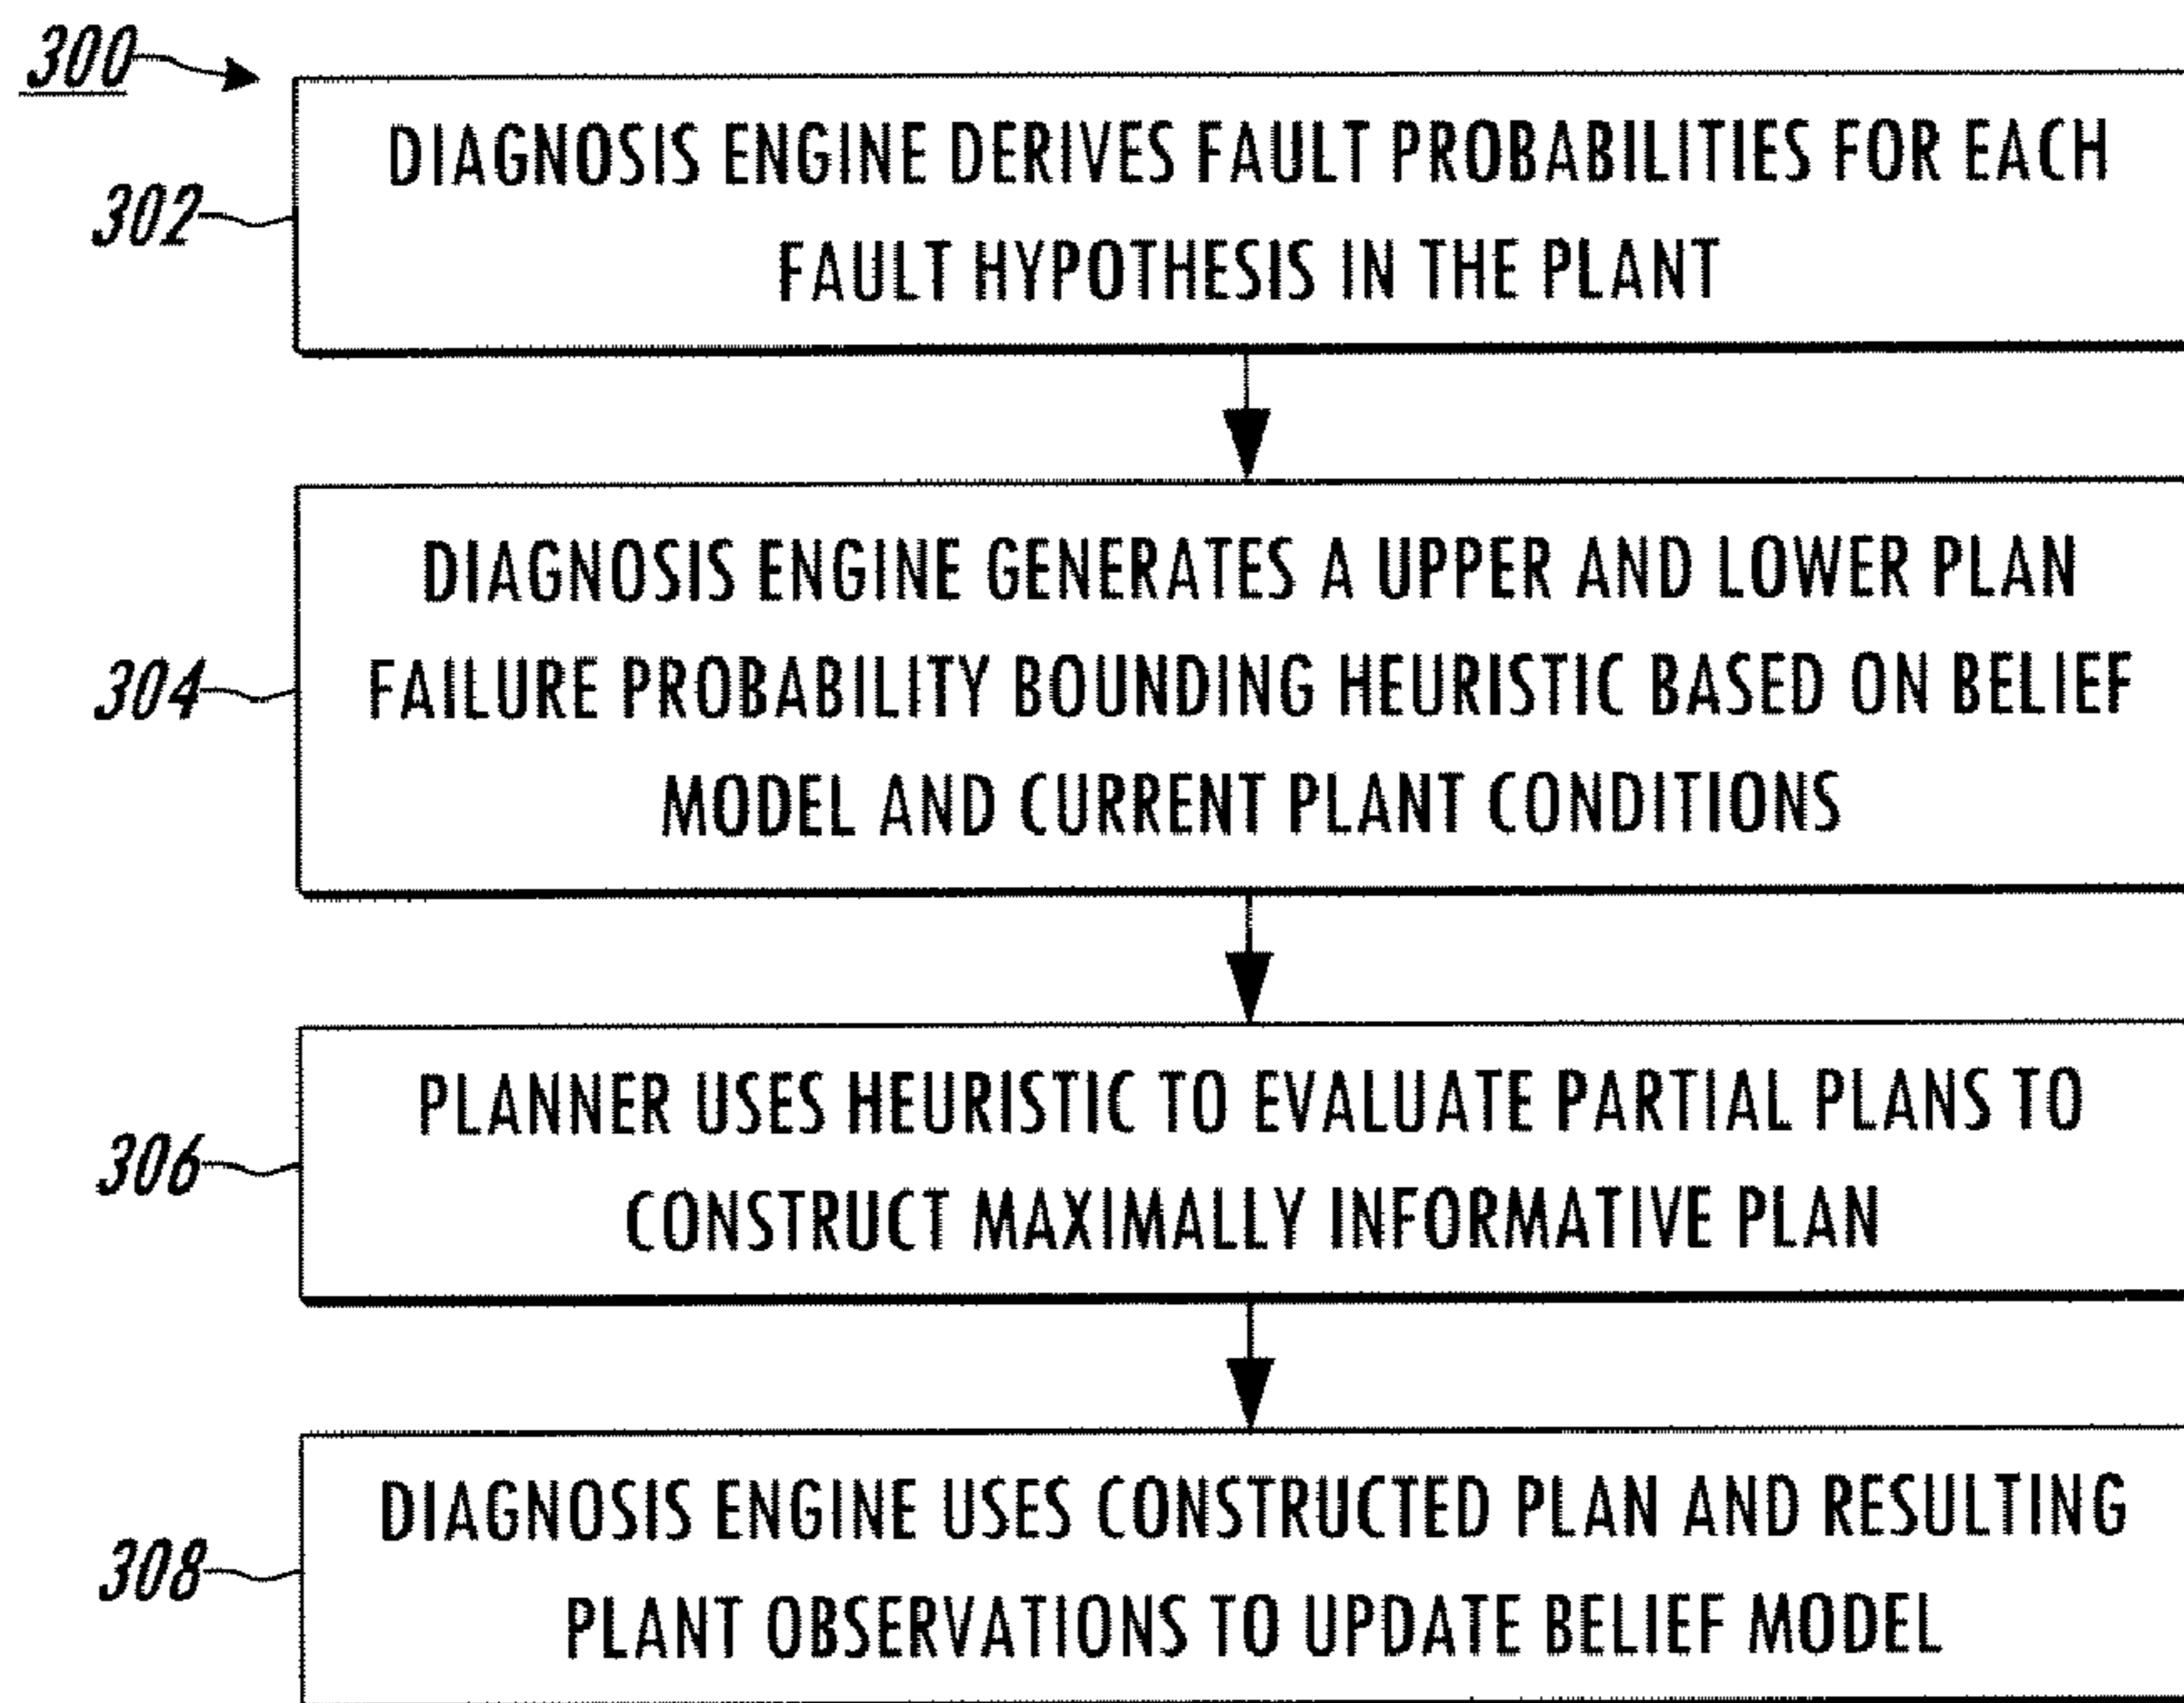 300
302
DIAGNOSIS ENGINE DERIVES FAULT PROBABILITIES FOR EACH
FAULT HYPOTHESIS IN THE PLANT
304
DIAGNOSIS ENGINE GENERATES A UPPER AND LOWER PLAN
FAILURE PROBABILITY BOUNDING HEURISTIC BASED ON BELIEF
MODEL AND CURRENT PLANT CONDITIONS
306
PLANNER USES HEURISTIC TO EVALUATE PARTIAL PLANS TO
CONSTRUCT MAXIMALLY INFORMATIVE PLAN
308
DIAGNOSIS ENGINE USES CONSTRUCTED PLAN AND RESULTING
PLANT OBSERVATIONS TO UPDATE BELIEF MODEL